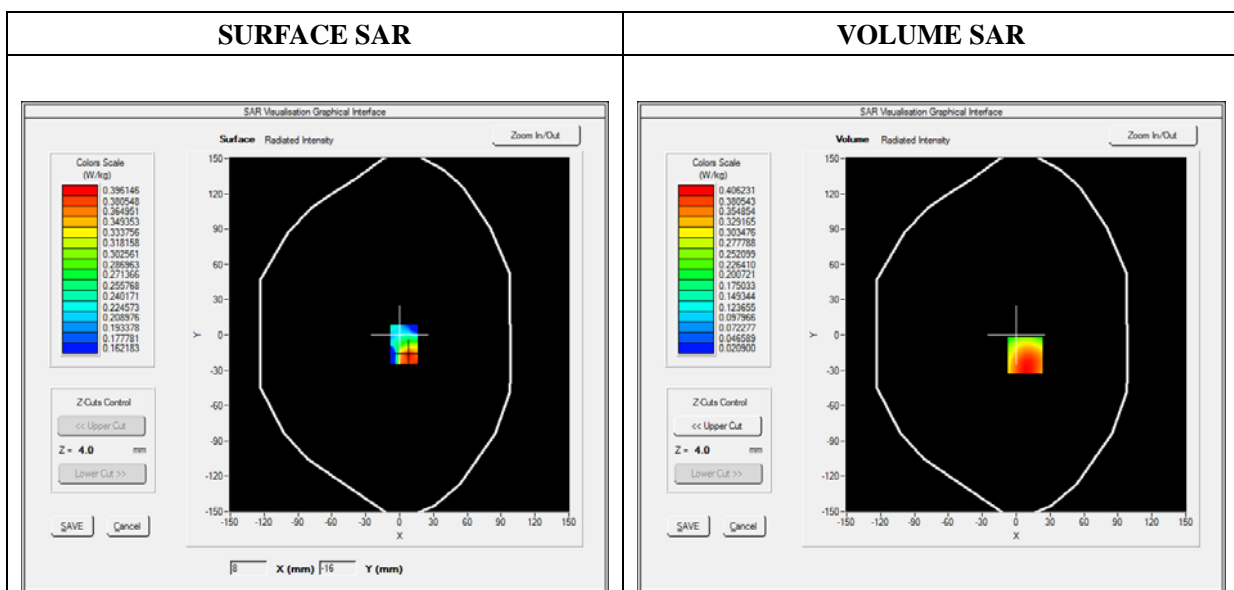 SURFACE SAR
VOLUME SAR
SAR Visualisation Graphical Interface
Surface Radiated Intensity
Zoom In/Out
Colors Scale
(W/kg)
0.396146
0.380548
0.364951
0.349353
0.333756
0.318158
0.302561
0.286963
0.271366
0.255768
0.240171
0.224573
0.208976
0.193378
0.177781
0.162183
Z-Cuts Control
<< Upper Cut
Z = 4.0 mm
Lower Cut >>
SAVE Cancel
150
120
90
60
30
0
-30
-60
-90
-120
-150
Y
-150 -120 -90 -60 -30 0 30 60 90 120 150
X
8 X (mm) -16 Y (mm)
SAR Visualisation Graphical Interface
Volume Radiated Intensity
Zoom In/Out
Colors Scale
(W/kg)
0.406231
0.380543
0.354854
0.329165
0.303476
0.277788
0.252099
0.226410
0.200721
0.175033
0.149344
0.123655
0.097966
0.072277
0.046589
0.020900
Z-Cuts Control
<< Upper Cut
Z = 4.0 mm
Lower Cut >>
SAVE Cancel
150
120
90
60
30
0
-30
-60
-90
-120
-150
Y
-150 -120 -90 -60 -30 0 30 60 90 120 150
X